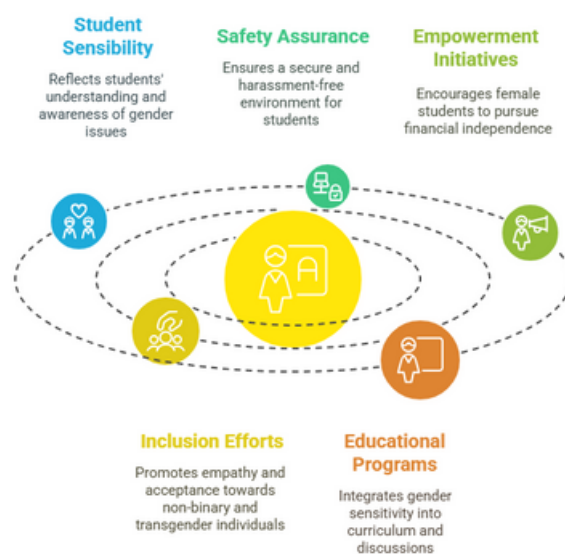 Student
Sensibility
Reflects students'
understanding and
awareness of gender
issues
Safety Assurance
Ensures a secure and
harassment-free
environment for
students
Empowerment
Initiatives
Encourages female
students to pursue
financial independence
Inclusion Efforts
Promotes empathy and
acceptance towards
non-binary and
transgender individuals
Educational
Programs
Integrates gender
sensitivity into
curriculum and
discussions